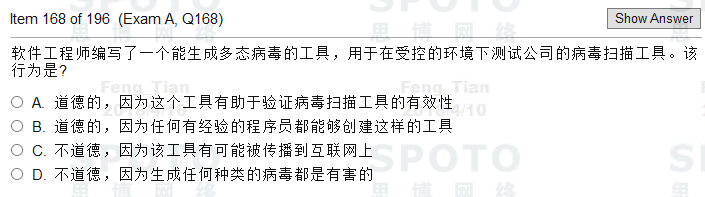 Item 168 of 196  (Exam A, Q168)
Show Answer
软件工程师编写了一个能生成多态病毒的工具，用于在受控的环境下测试公司的病毒扫描工具。该
行为是?
A. 道德的，因为这个工具有助于验证病毒扫描工具的有效性
B. 道德的，因为任何有经验的程序员都能够创建这样的工具
C. 不道德，因为该工具有可能被传播到互联网上
D. 不道德，因为生成任何种类的病毒都是有害的
SPOTO
思博网络
Feng Tian